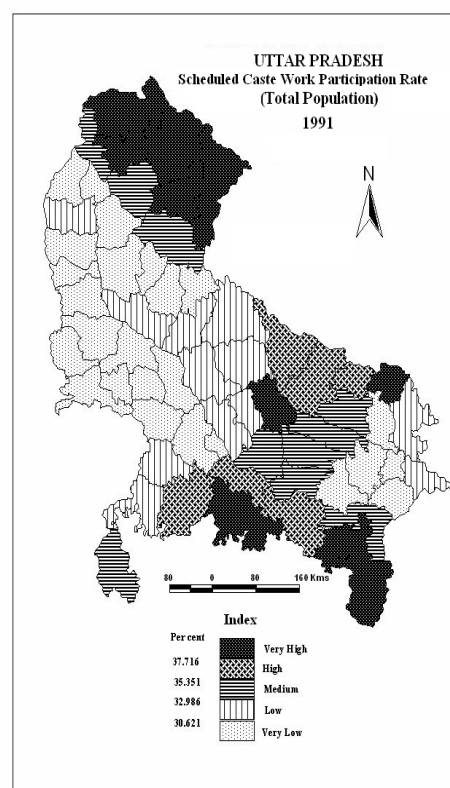 UTTAR PRADESH
Scheduled Caste Work Participation Rate
(Total Population)
1991
N
80 0 80 160 Kms
Index
Per cent
Very High
37.716
High
35.351
Medium
32.986
Low
30.621
Very Low